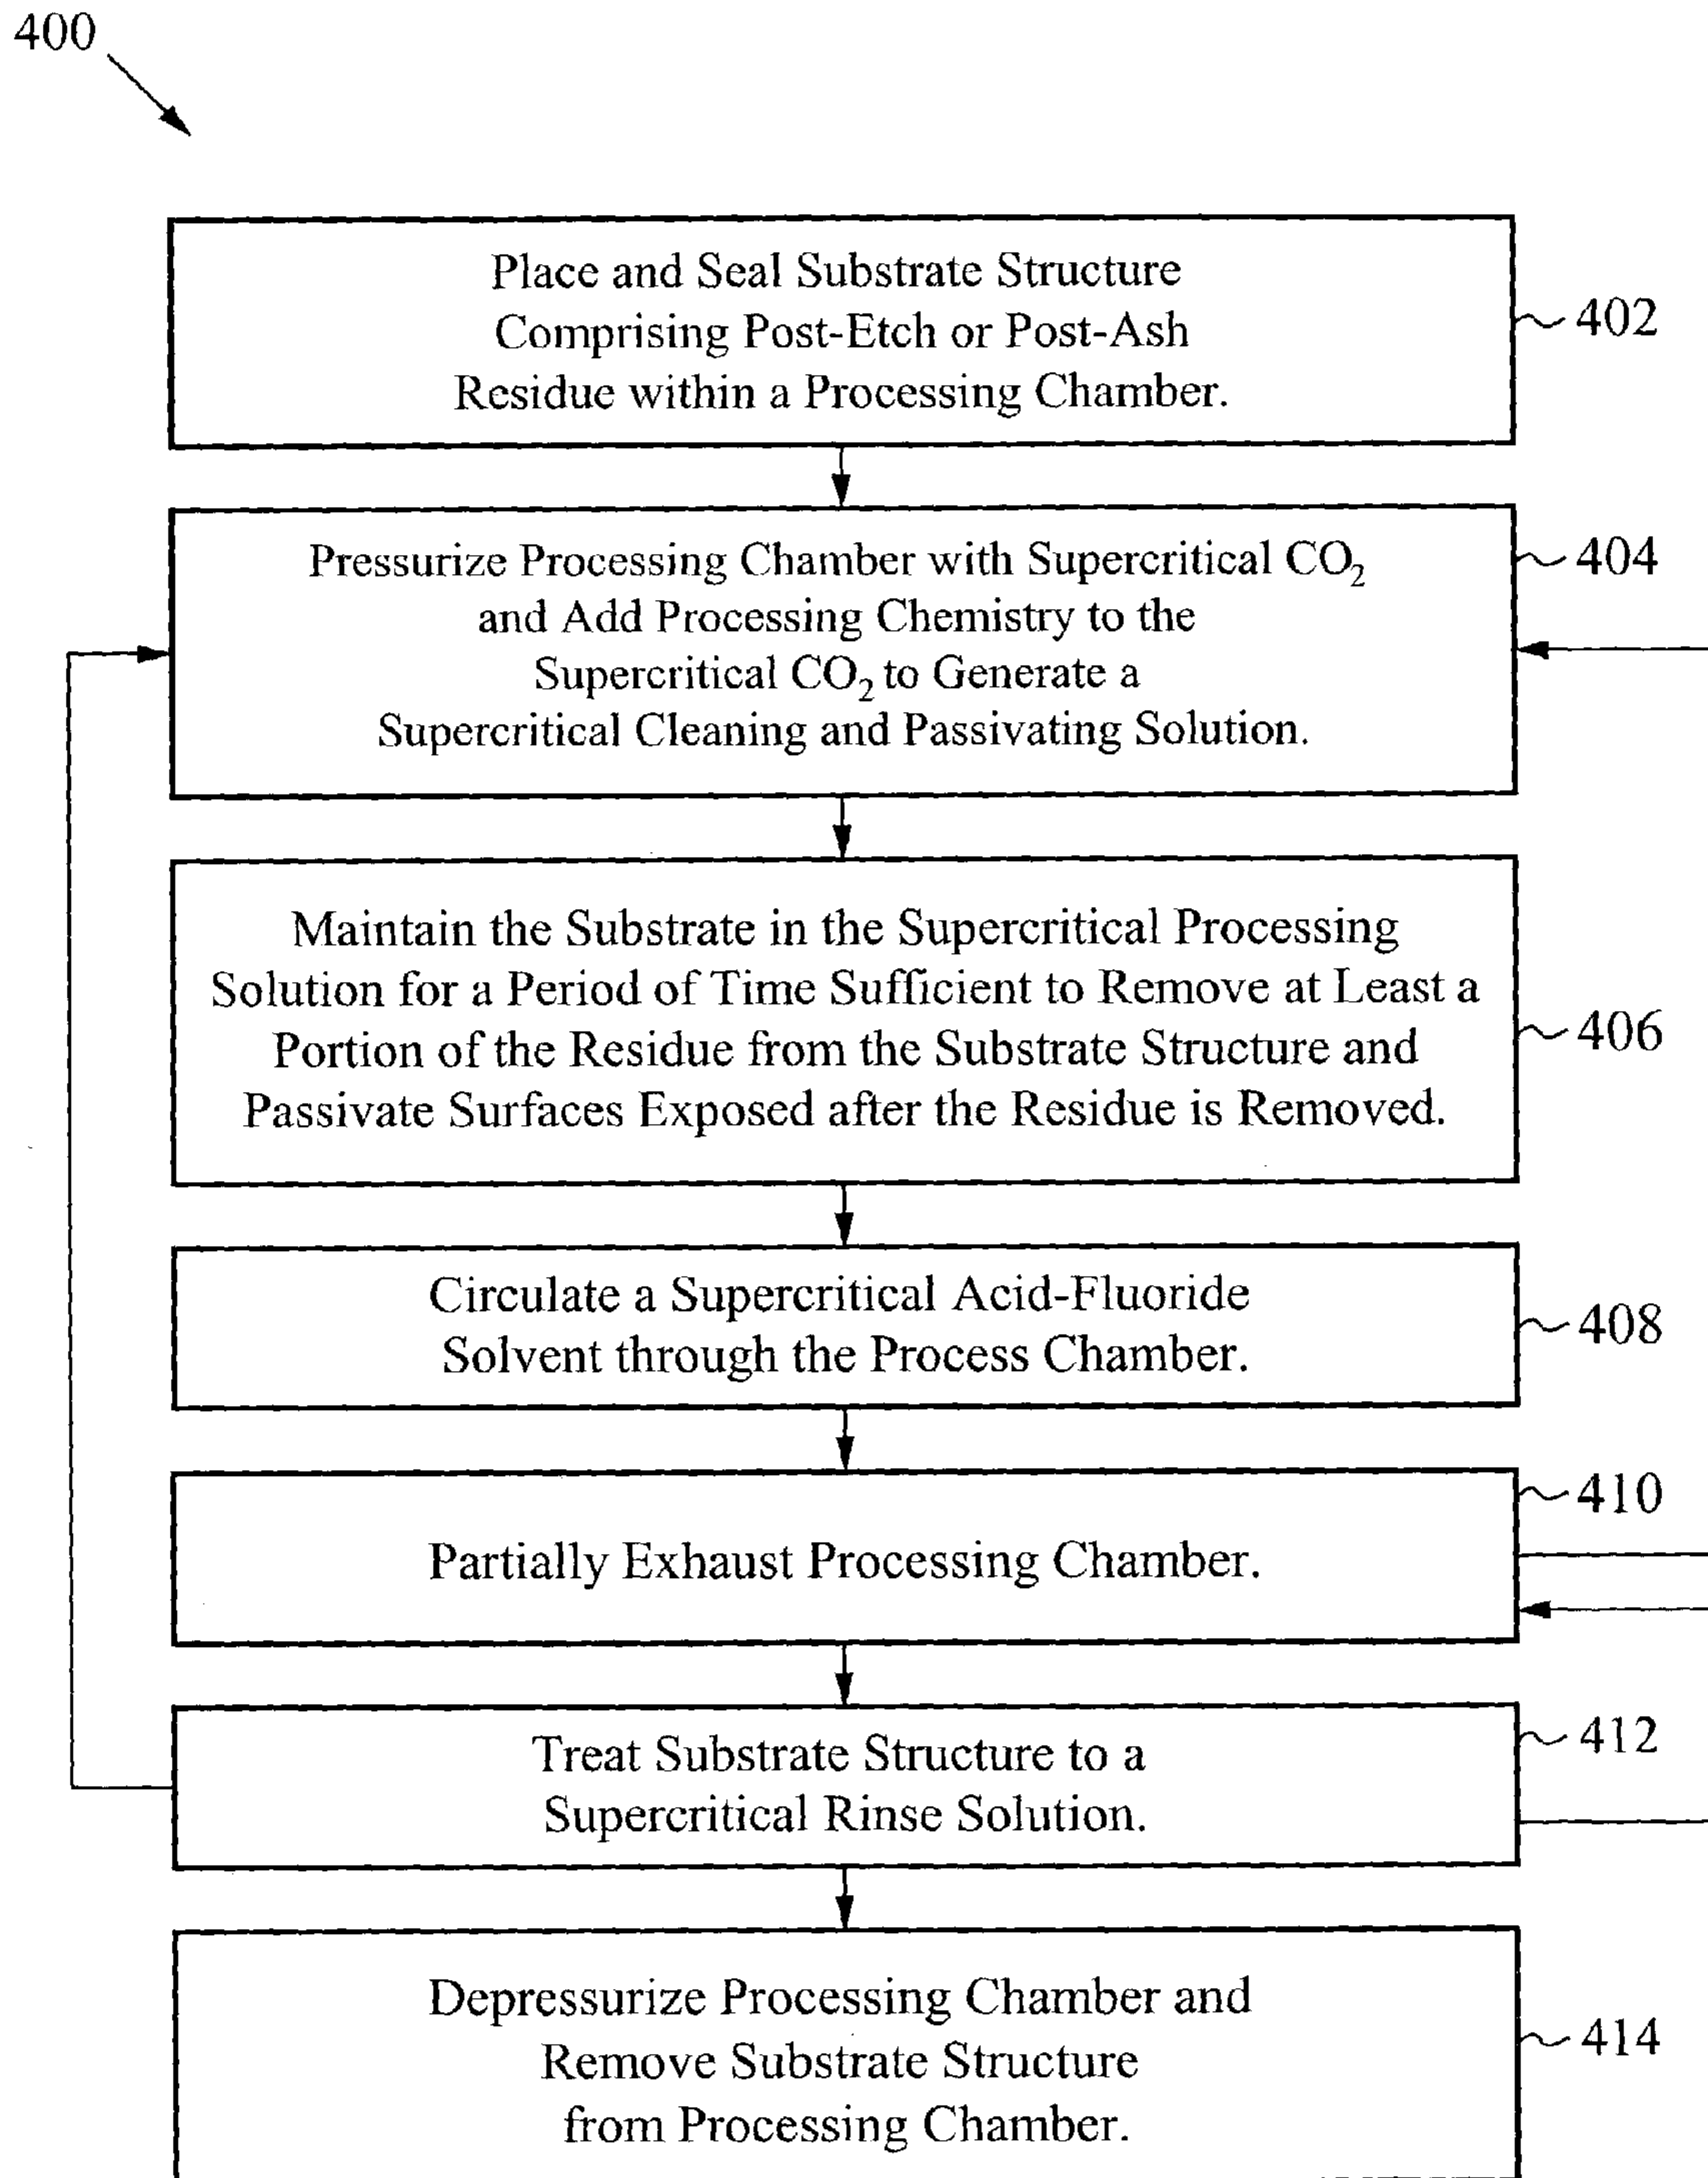 400
Place and Seal Substrate Structure
Comprising Post-Etch or Post-Ash
Residue within a Processing Chamber.
402
Pressurize Processing Chamber with Supercritical CO₂
and Add Processing Chemistry to the
Supercritical CO₂ to Generate a
Supercritical Cleaning and Passivating Solution.
404
Maintain the Substrate in the Supercritical Processing
Solution for a Period of Time Sufficient to Remove at Least a
Portion of the Residue from the Substrate Structure and
Passivate Surfaces Exposed after the Residue is Removed.
406
Circulate a Supercritical Acid-Fluoride
Solvent through the Process Chamber.
408
Partially Exhaust Processing Chamber.
410
Treat Substrate Structure to a
Supercritical Rinse Solution.
412
Depressurize Processing Chamber and
Remove Substrate Structure
from Processing Chamber.
414